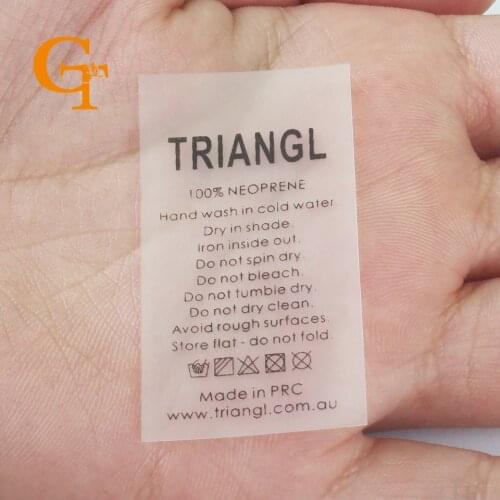 GT
TRIANGL
100% NEOPRENE
Hand wash in cold water.
Dry in shade.
Iron inside out.
Do not spin dry.
Do not bleach.
Do not tumble dry.
Do not dry clean.
Avoid rough surfaces.
Store flat - do not fold.
Made in PRC
www.triangl.com.au